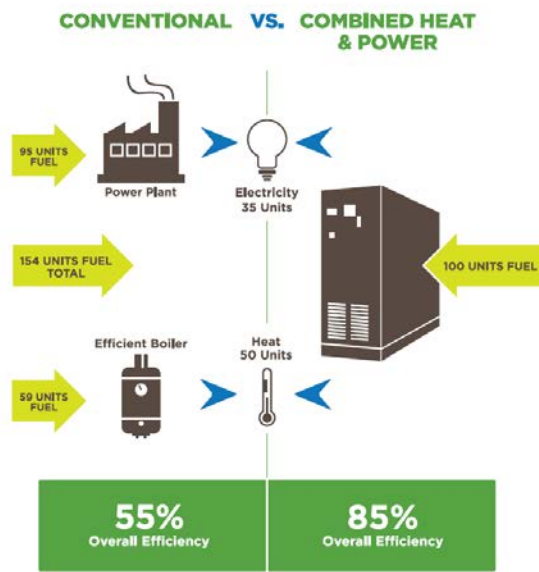 CONVENTIONAL VS. COMBINED HEAT
& POWER
95 UNITS
FUEL
Power Plant
Electricity
35 Units
154 UNITS FUEL
TOTAL
100 UNITS FUEL
Efficient Boiler
Heat
50 Units
59 UNITS
FUEL
55%
Overall Efficiency
85%
Overall Efficiency